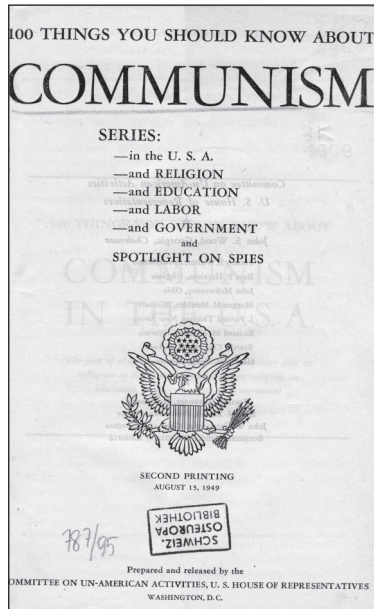 100 THINGS YOU SHOULD KNOW ABOUT
COMMUNISM
SERIES:
—in the U. S. A.
—and RELIGION
—and EDUCATION
—and LABOR
—and GOVERNMENT
and
SPOTLIGHT ON SPIES
SECOND PRINTING
AUGUST 15, 1949
SCHWEIZ.
OSTEUROPA
BIBLIOTHEK
787/95
Prepared and released by the
OMMITTEE ON UN-AMERICAN ACTIVITIES, U. S. HOUSE OF REPRESENTATIVES
WASHINGTON, D. C.